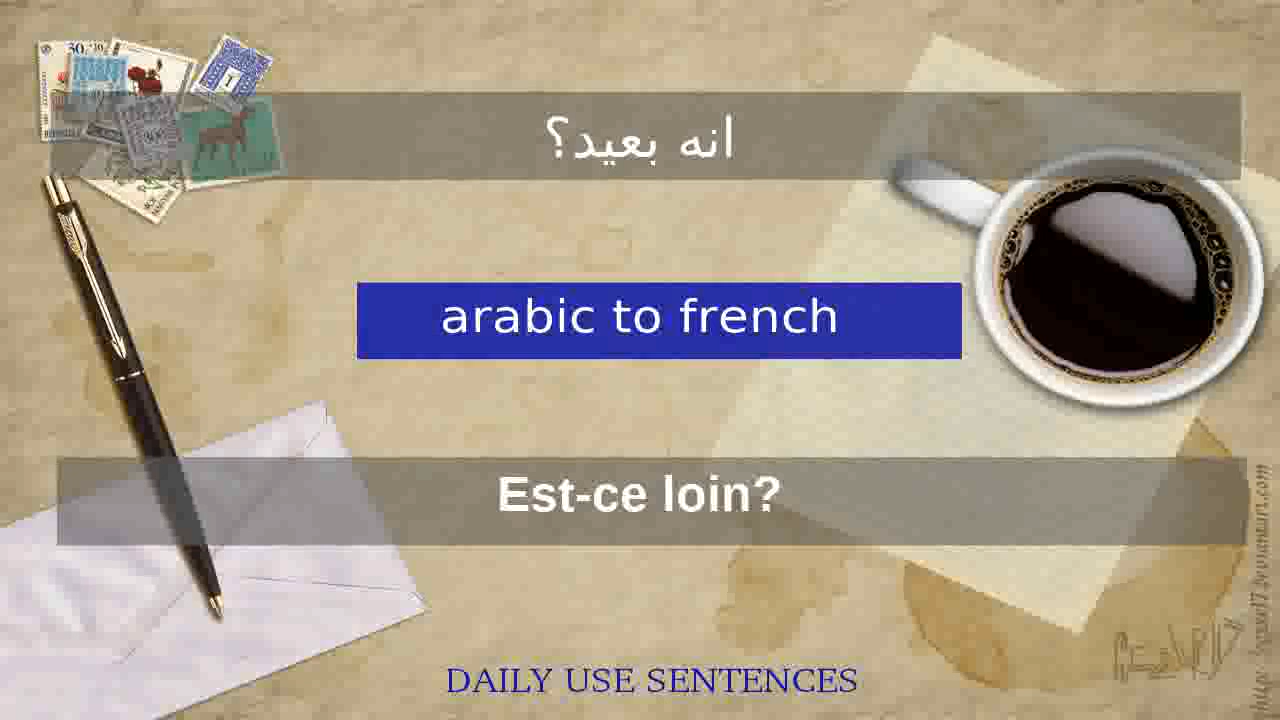 انه بعيد؟
arabic to french
Est-ce loin?
DAILY USE SENTENCES